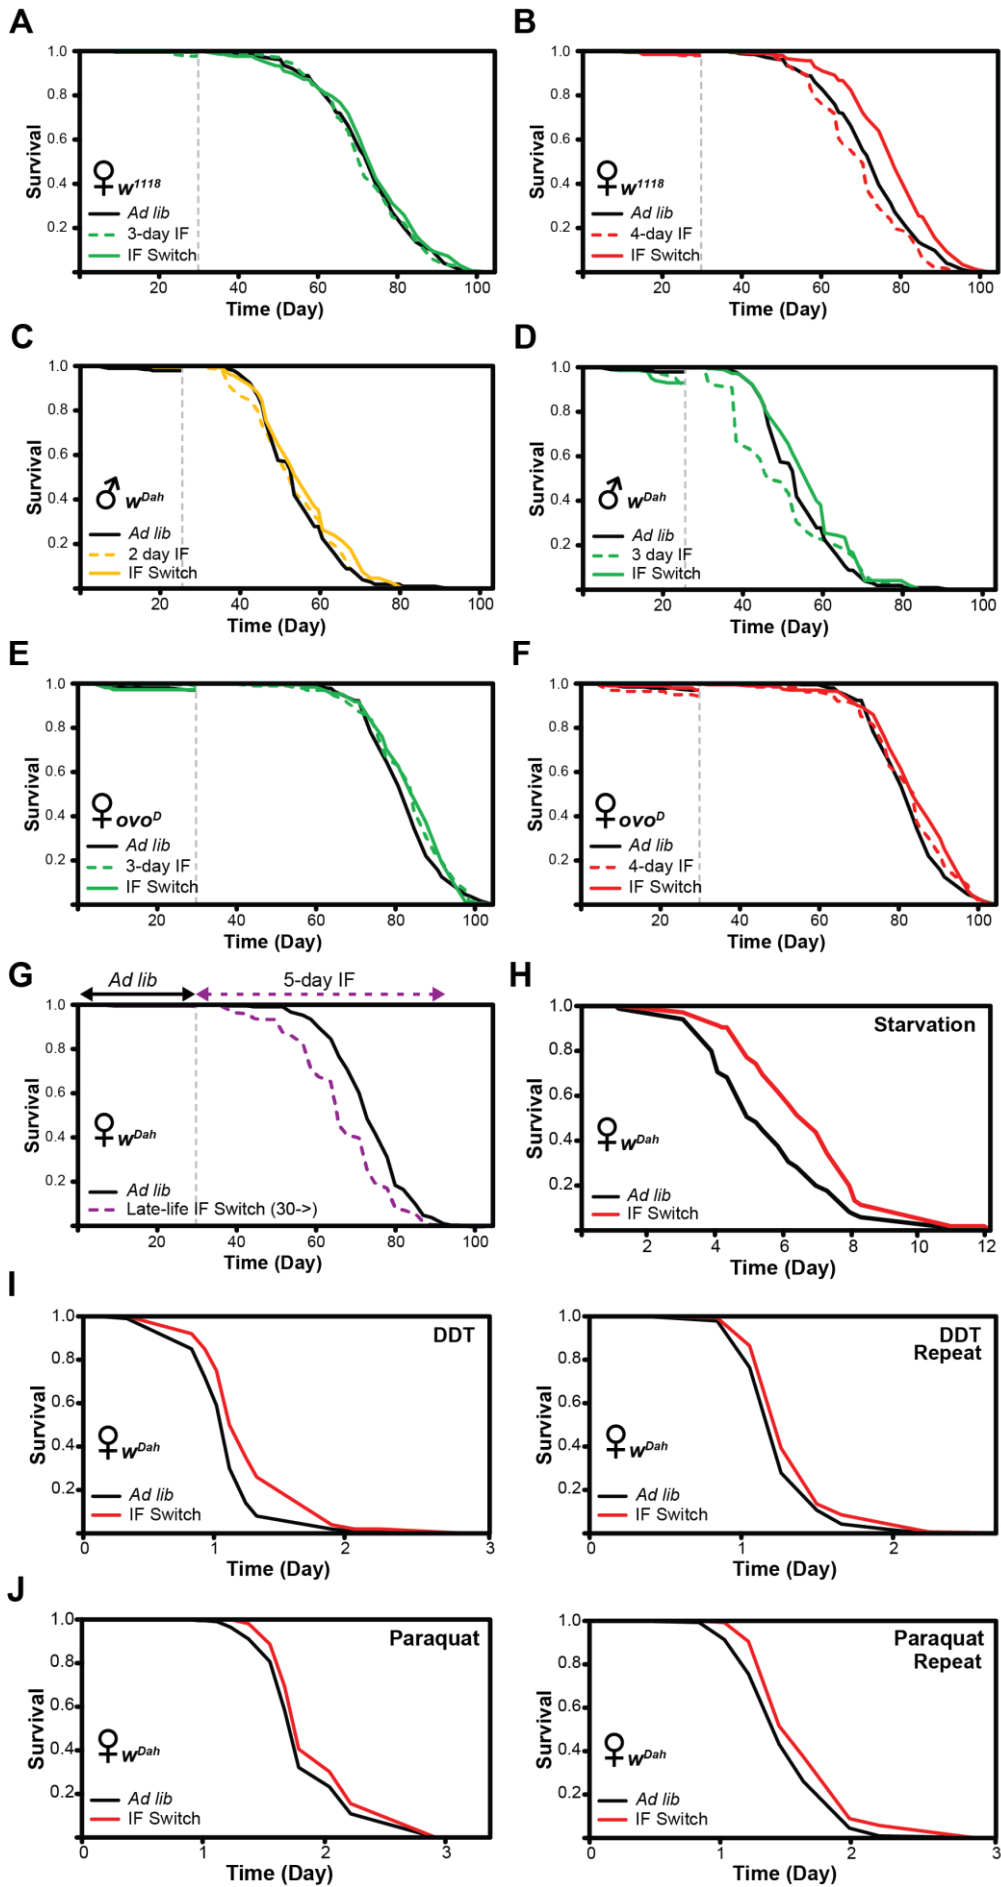 A
B
1.0
0.8
0.6
0.4
0.2
Survival
♀ w1118
Ad lib
3-day IF
IF Switch
20
40
60
80
100
Time (Day)
1.0
0.8
0.6
0.4
0.2
Survival
♀ w1118
Ad lib
4-day IF
IF Switch
20
40
60
80
100
Time (Day)
C
D
1.0
0.8
0.6
0.4
0.2
Survival
♂ wDah
Ad lib
2 day IF
IF Switch
20
40
60
80
100
Time (Day)
1.0
0.8
0.6
0.4
0.2
Survival
♂ wDah
Ad lib
3 day IF
IF Switch
20
40
60
80
100
Time (Day)
E
F
1.0
0.8
0.6
0.4
0.2
Survival
♀ ovoD
Ad lib
3-day IF
IF Switch
20
40
60
80
100
Time (Day)
1.0
0.8
0.6
0.4
0.2
Survival
♀ ovoD
Ad lib
4-day IF
IF Switch
20
40
60
80
100
Time (Day)
G
Ad lib
5-day IF
1.0
0.8
0.6
0.4
0.2
Survival
♀ wDah
Ad lib
Late-life IF Switch (30->)
20
40
60
80
100
Time (Day)
H
1.0
0.8
0.6
0.4
0.2
Survival
Starvation
♀ wDah
Ad lib
IF Switch
2
4
6
8
10
12
Time (Day)
I
1.0
0.8
0.6
0.4
0.2
Survival
DDT
♀ wDah
Ad lib
IF Switch
0
1
2
3
Time (Day)
1.0
0.8
0.6
0.4
0.2
Survival
DDT
Repeat
♀ wDah
Ad lib
IF Switch
0
1
2
Time (Day)
J
1.0
0.8
0.6
0.4
0.2
Survival
Paraquat
♀ wDah
Ad lib
IF Switch
0
1
2
3
Time (Day)
1.0
0.8
0.6
0.4
0.2
Survival
Paraquat
Repeat
♀ wDah
Ad lib
IF Switch
0
1
2
3
Time (Day)